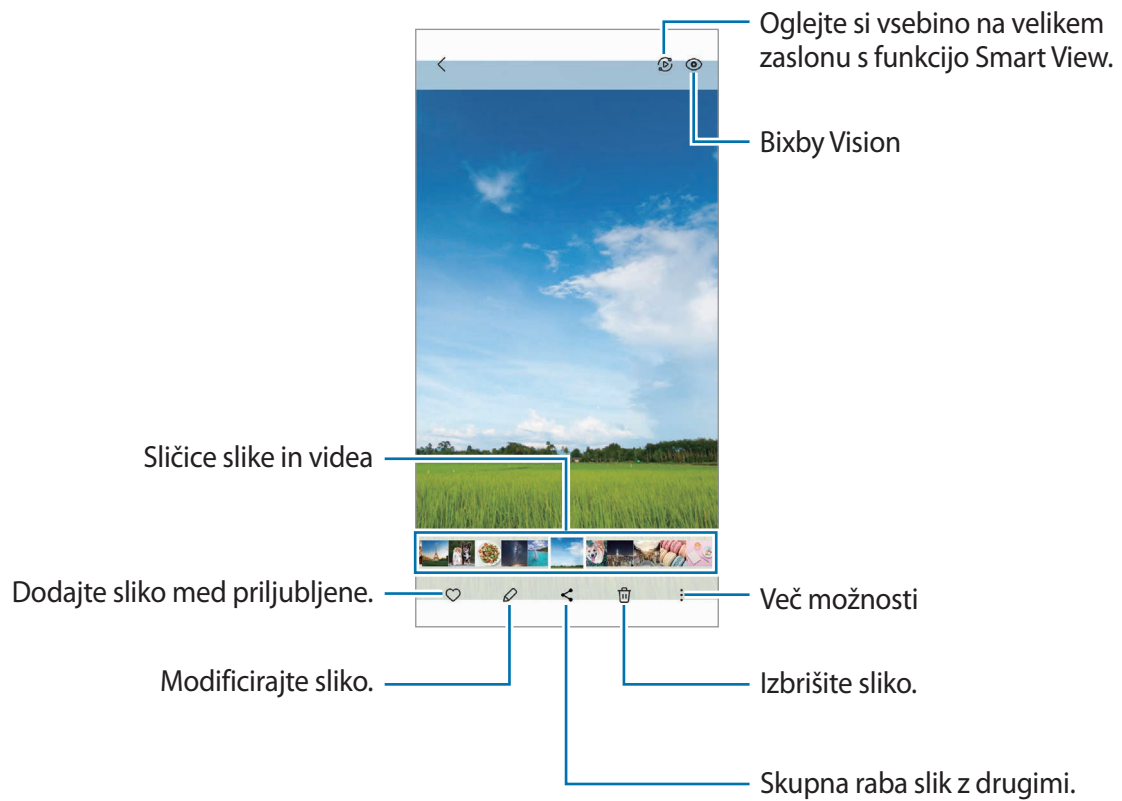 Oglejte si vsebino na velikem
zaslonu s funkcijo Smart View.
Bixby Vision
Sličice slike in videa
Dodajte sliko med priljubljene.
Več možnosti
Modificirajte sliko.
Izbrišite sliko.
Skupna raba slik z drugimi.